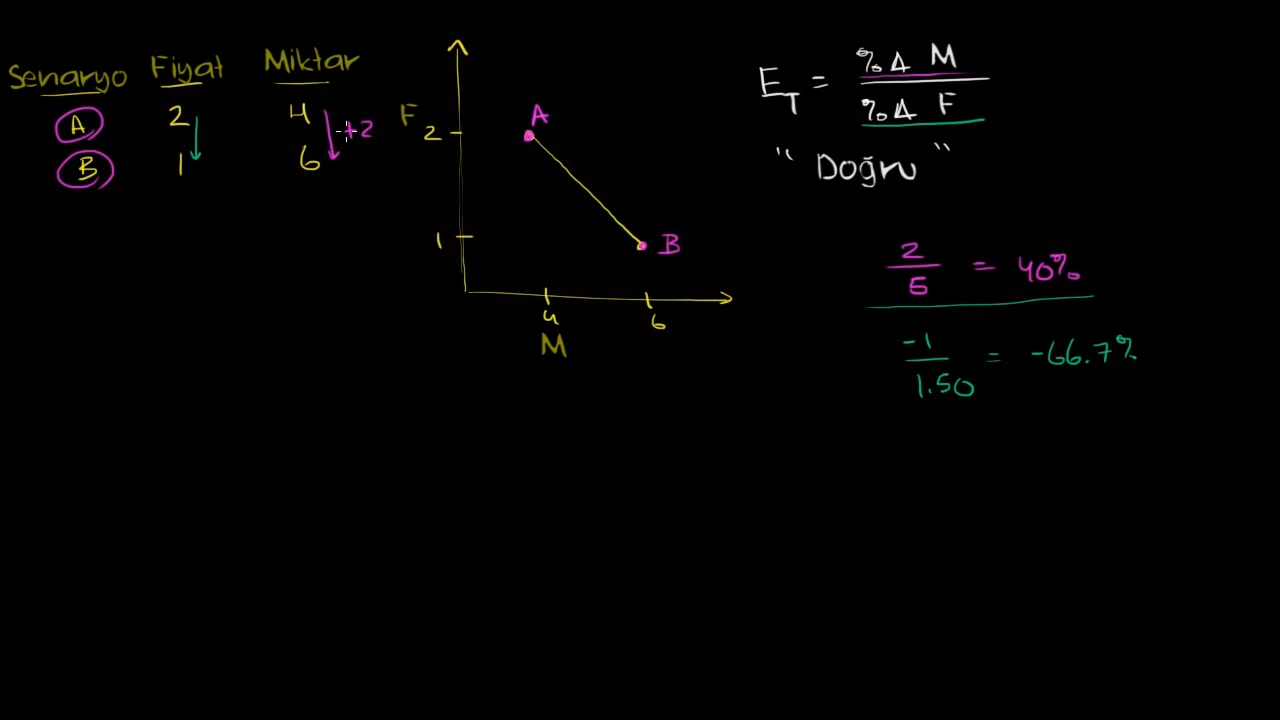 Senaryo Fiyat Miktar
A 2 4 +2
B 1 6
F
2
1
A
B
4 6
M
E_T = %Δ M
%Δ F
" Doğru "
2
5
= 40%
-1
1.50
= -66.7%